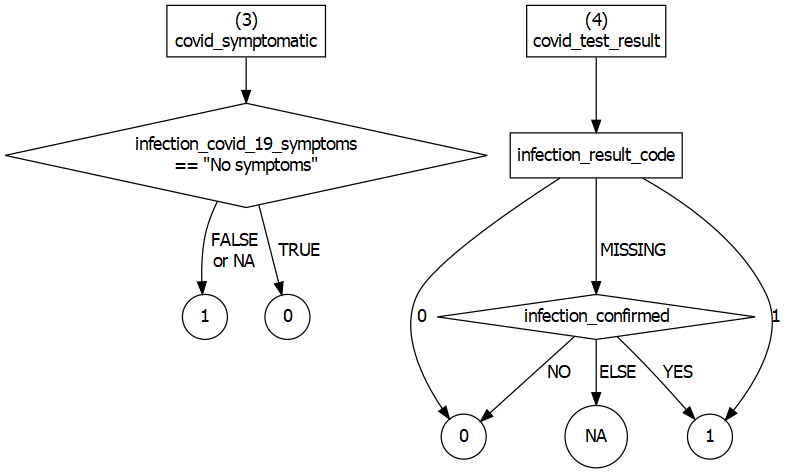 (3)
covid_symptomatic
infection_covid_19_symptoms
== "No symptoms"
FALSE
or NA
TRUE
1
0
(4)
covid_test_result
infection_result_code
MISSING
0
infection_confirmed
1
NO
ELSE
YES
0
NA
1